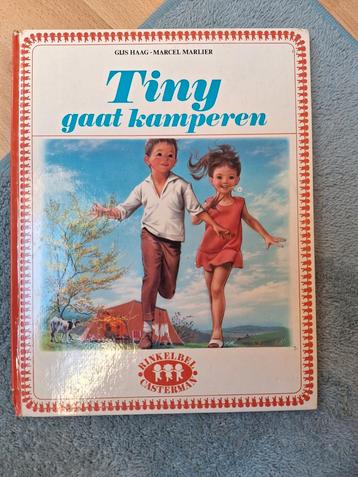 GIJS HAAG - MARCEL MARLIER
Tiny
gaat kamperen
RINKELBEL
CASTERMAN